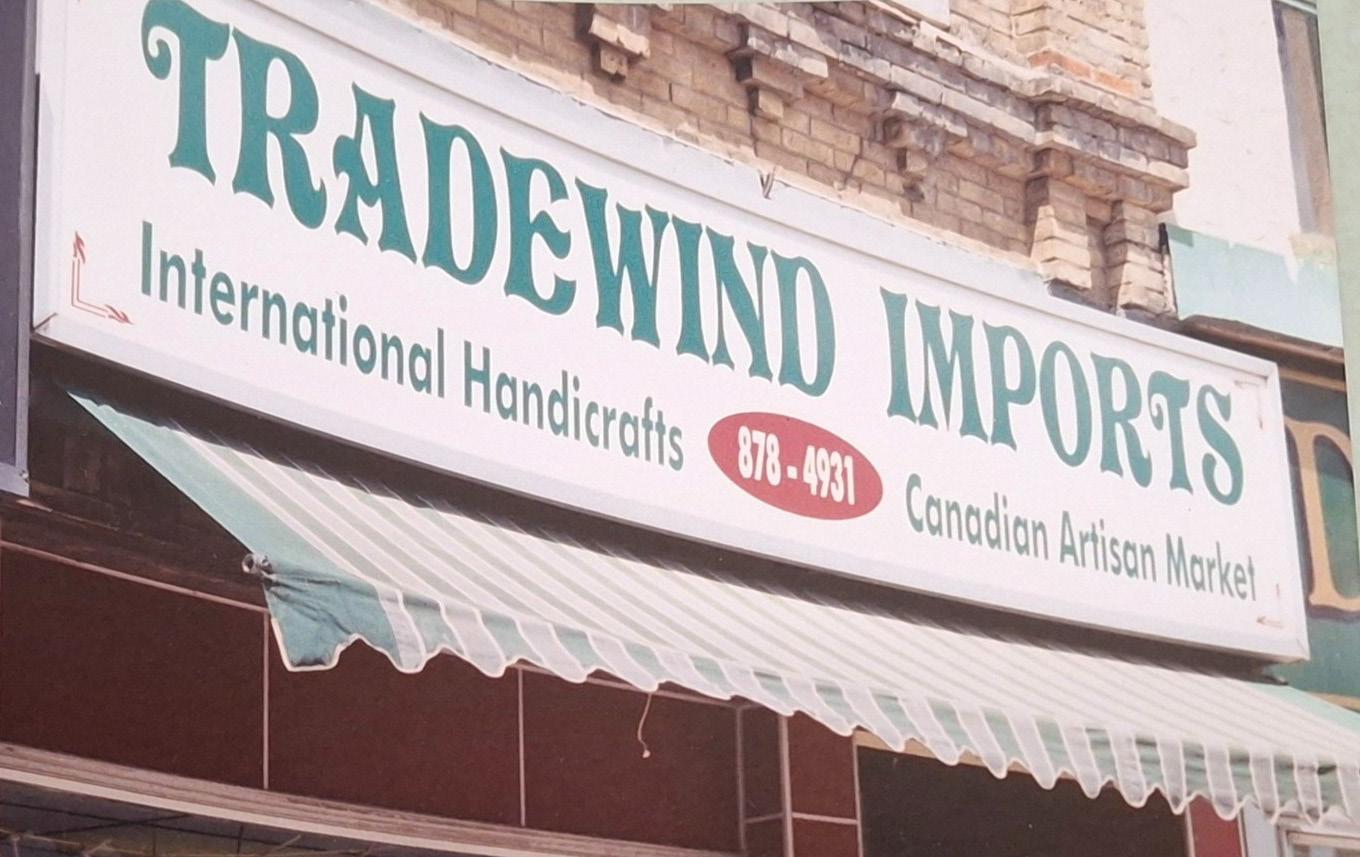 TRADEWIND IMPORTS
International Handicrafts 878-4931 Canadian Artisan Market